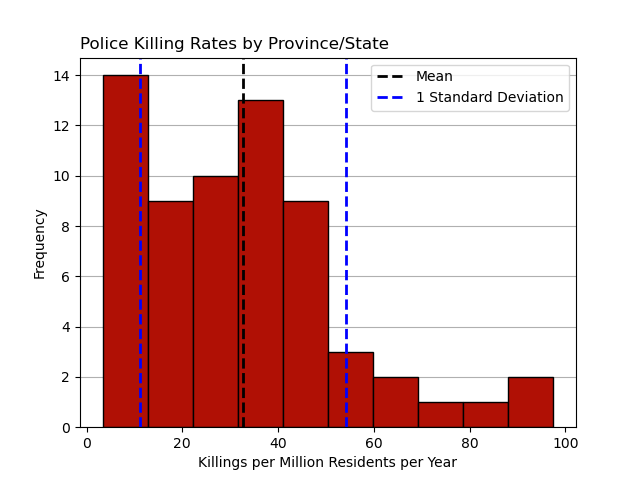 Police Killing Rates by Province/State
Mean
1 Standard Deviation
Frequency
14
12
10
8
6
4
2
0
0 20 40 60 80 100
Killings per Million Residents per Year